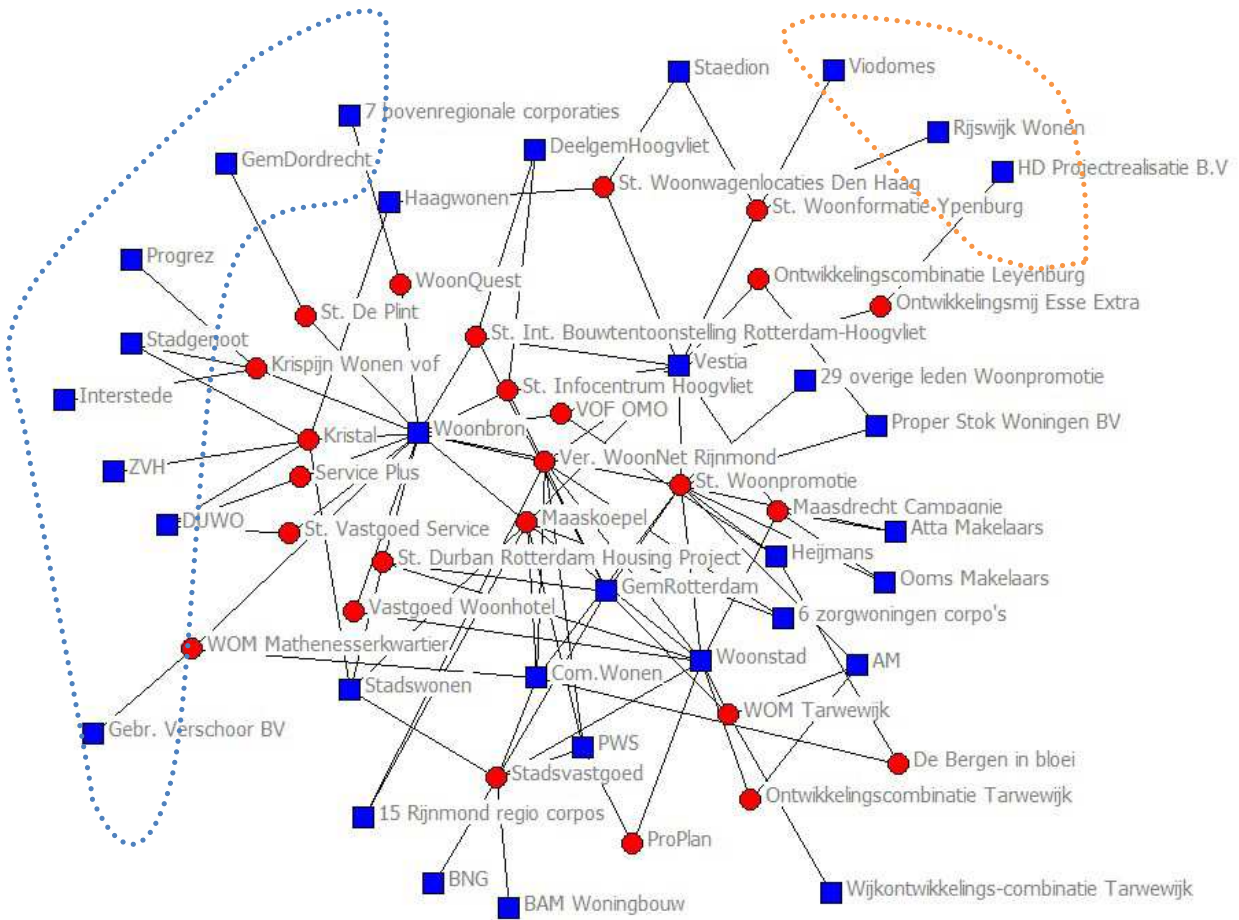 Staedion
Viodomes
7 bovenregionale corporaties
Rijswijk Wonen
DeelgemHoogvliet
GemDordrecht
HD Projectrealisatie B.V
St. Woonwagenlocaties Den Haag
Haagwonen
St. Woonformatie Ypenburg
Progrez
WoonQuest
Ontwikkelingscombinatie Leyenburg
Ontwikkelingsmij Esse Extra
St. De Plint
St. Int. Bouwtentoonstelling Rotterdam-Hoogvliet
Stadgenoot
Krispijn Wonen vof
Vestia
29 overige leden Woonpromotie
St. Infocentrum Hoogvliet
Interstede
VOF OMO
Proper Stok Woningen BV
Woonbron
Kristal
Ver. WoonNet Rijnmond
ZVH
Service Plus
St. Woonpromotie
Maasdrecht Campagnie
DUWO
St. Vastgoed Service
Maaskoepel
Atta Makelaars
St. Durban Rotterdam Housing Project
Heijmans
Ooms Makelaars
GemRotterdam
Vastgoed Woonhotel
6 zorgwoningen corpo's
WOM Mathenesserkwartier
Woonstad
AM
Com.Wonen
Stadswonen
WOM Tarwewijk
Gebr. Verschoor BV
PWS
De Bergen in bloei
Stadsvastgoed
Ontwikkelingscombinatie Tarwewijk
15 Rijnmond regio corpos
ProPlan
BNG
Wijkontwikkelings-combinatie Tarwewijk
BAM Woningbouw